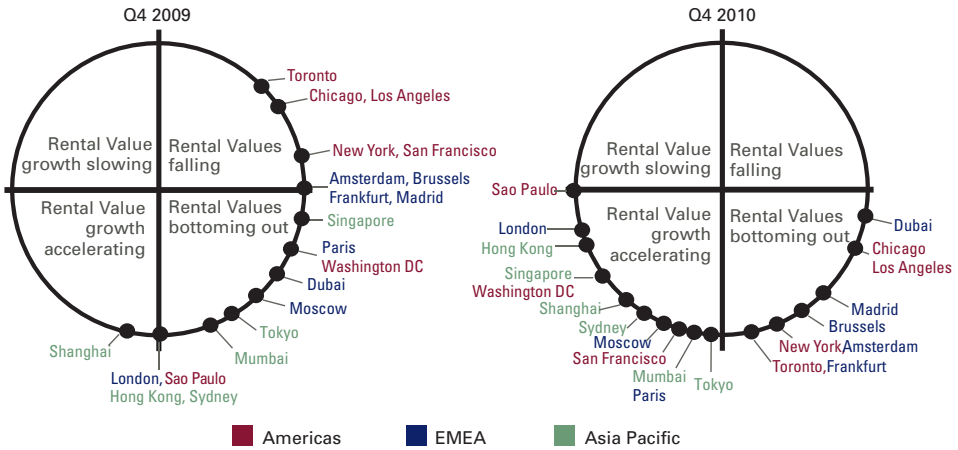 Q4 2009
Toronto
Chicago, Los Angeles
Rental Value
growth slowing
Rental Values
falling
New York, San Francisco
Amsterdam, Brussels
Frankfurt, Madrid
Rental Value
growth
accelerating
Rental Values
bottoming out
Singapore
Paris
Washington DC
Dubai
Moscow
Tokyo
Mumbai
Shanghai
London, Sao Paulo
Hong Kong, Sydney
Q4 2010
Rental Value
growth slowing
Rental Values
falling
Sao Paulo
Rental Value
growth
accelerating
Rental Values
bottoming out
London
Hong Kong
Singapore
Washington DC
Shanghai
Sydney
Moscow
San Francisco
Mumbai
Paris
Tokyo
Dubai
Chicago
Los Angeles
Madrid
Brussels
New York,Amsterdam
Toronto,Frankfurt
Americas
EMEA
Asia Pacific